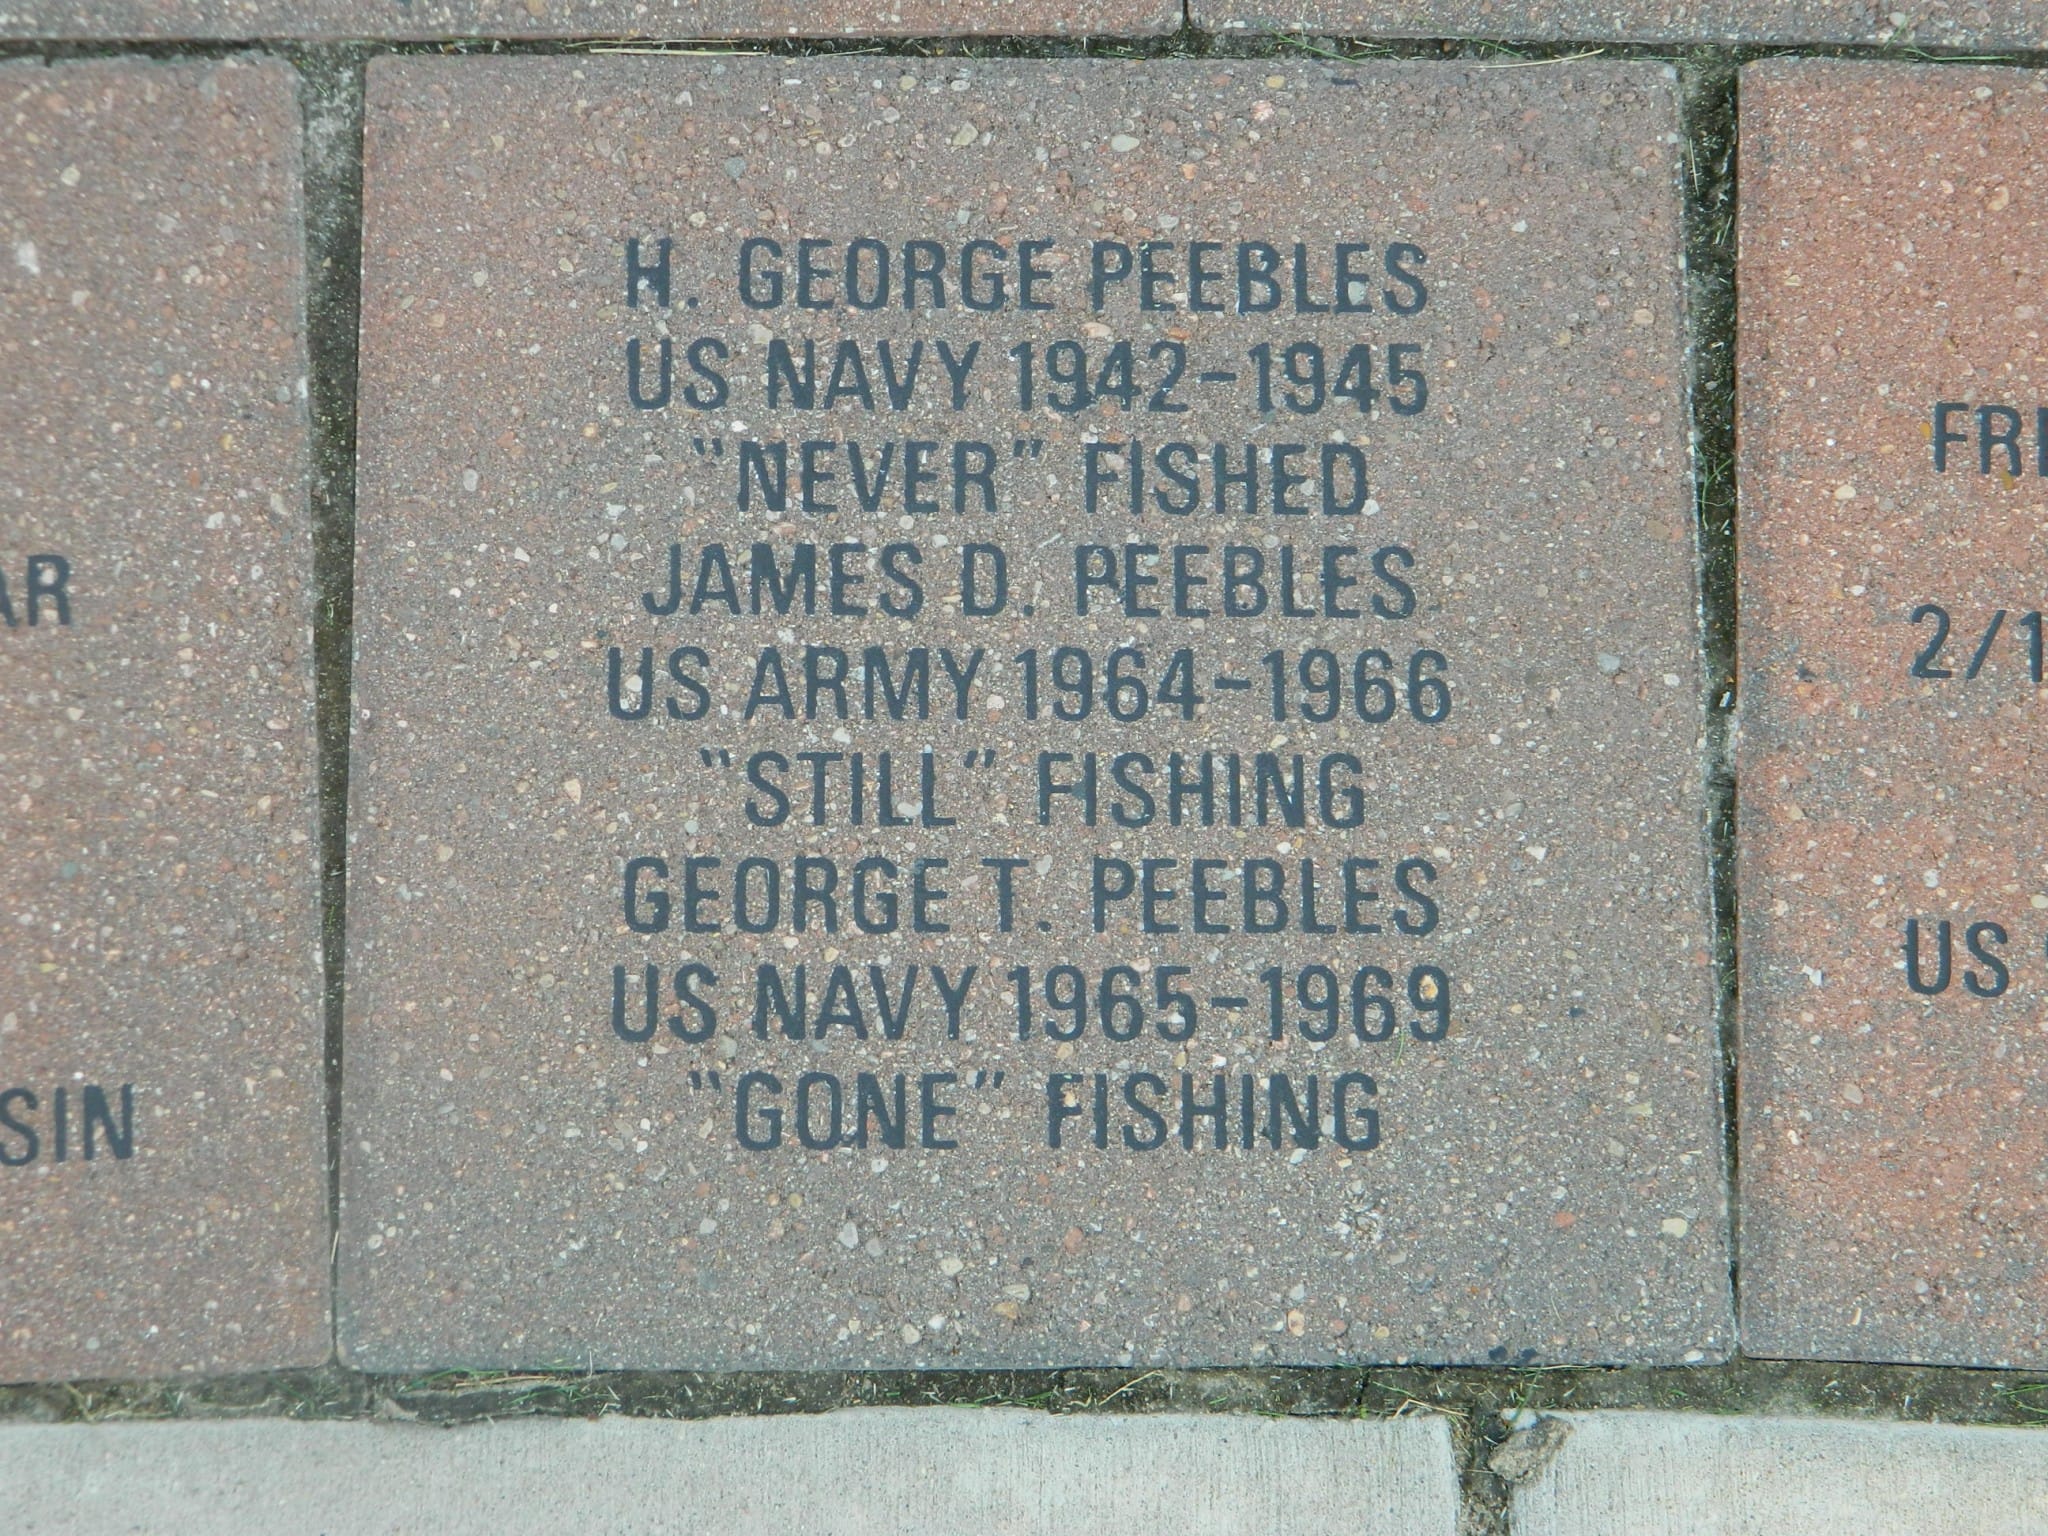 H. GEORGE PEEBLES
US NAVY 1942-1945
"NEVER" FISHED
JAMES D. PEEBLES
US ARMY 1964-1966
"STILL" FISHING
GEORGE T. PEEBLES
US NAVY 1965-1969
"GONE" FISHING
US